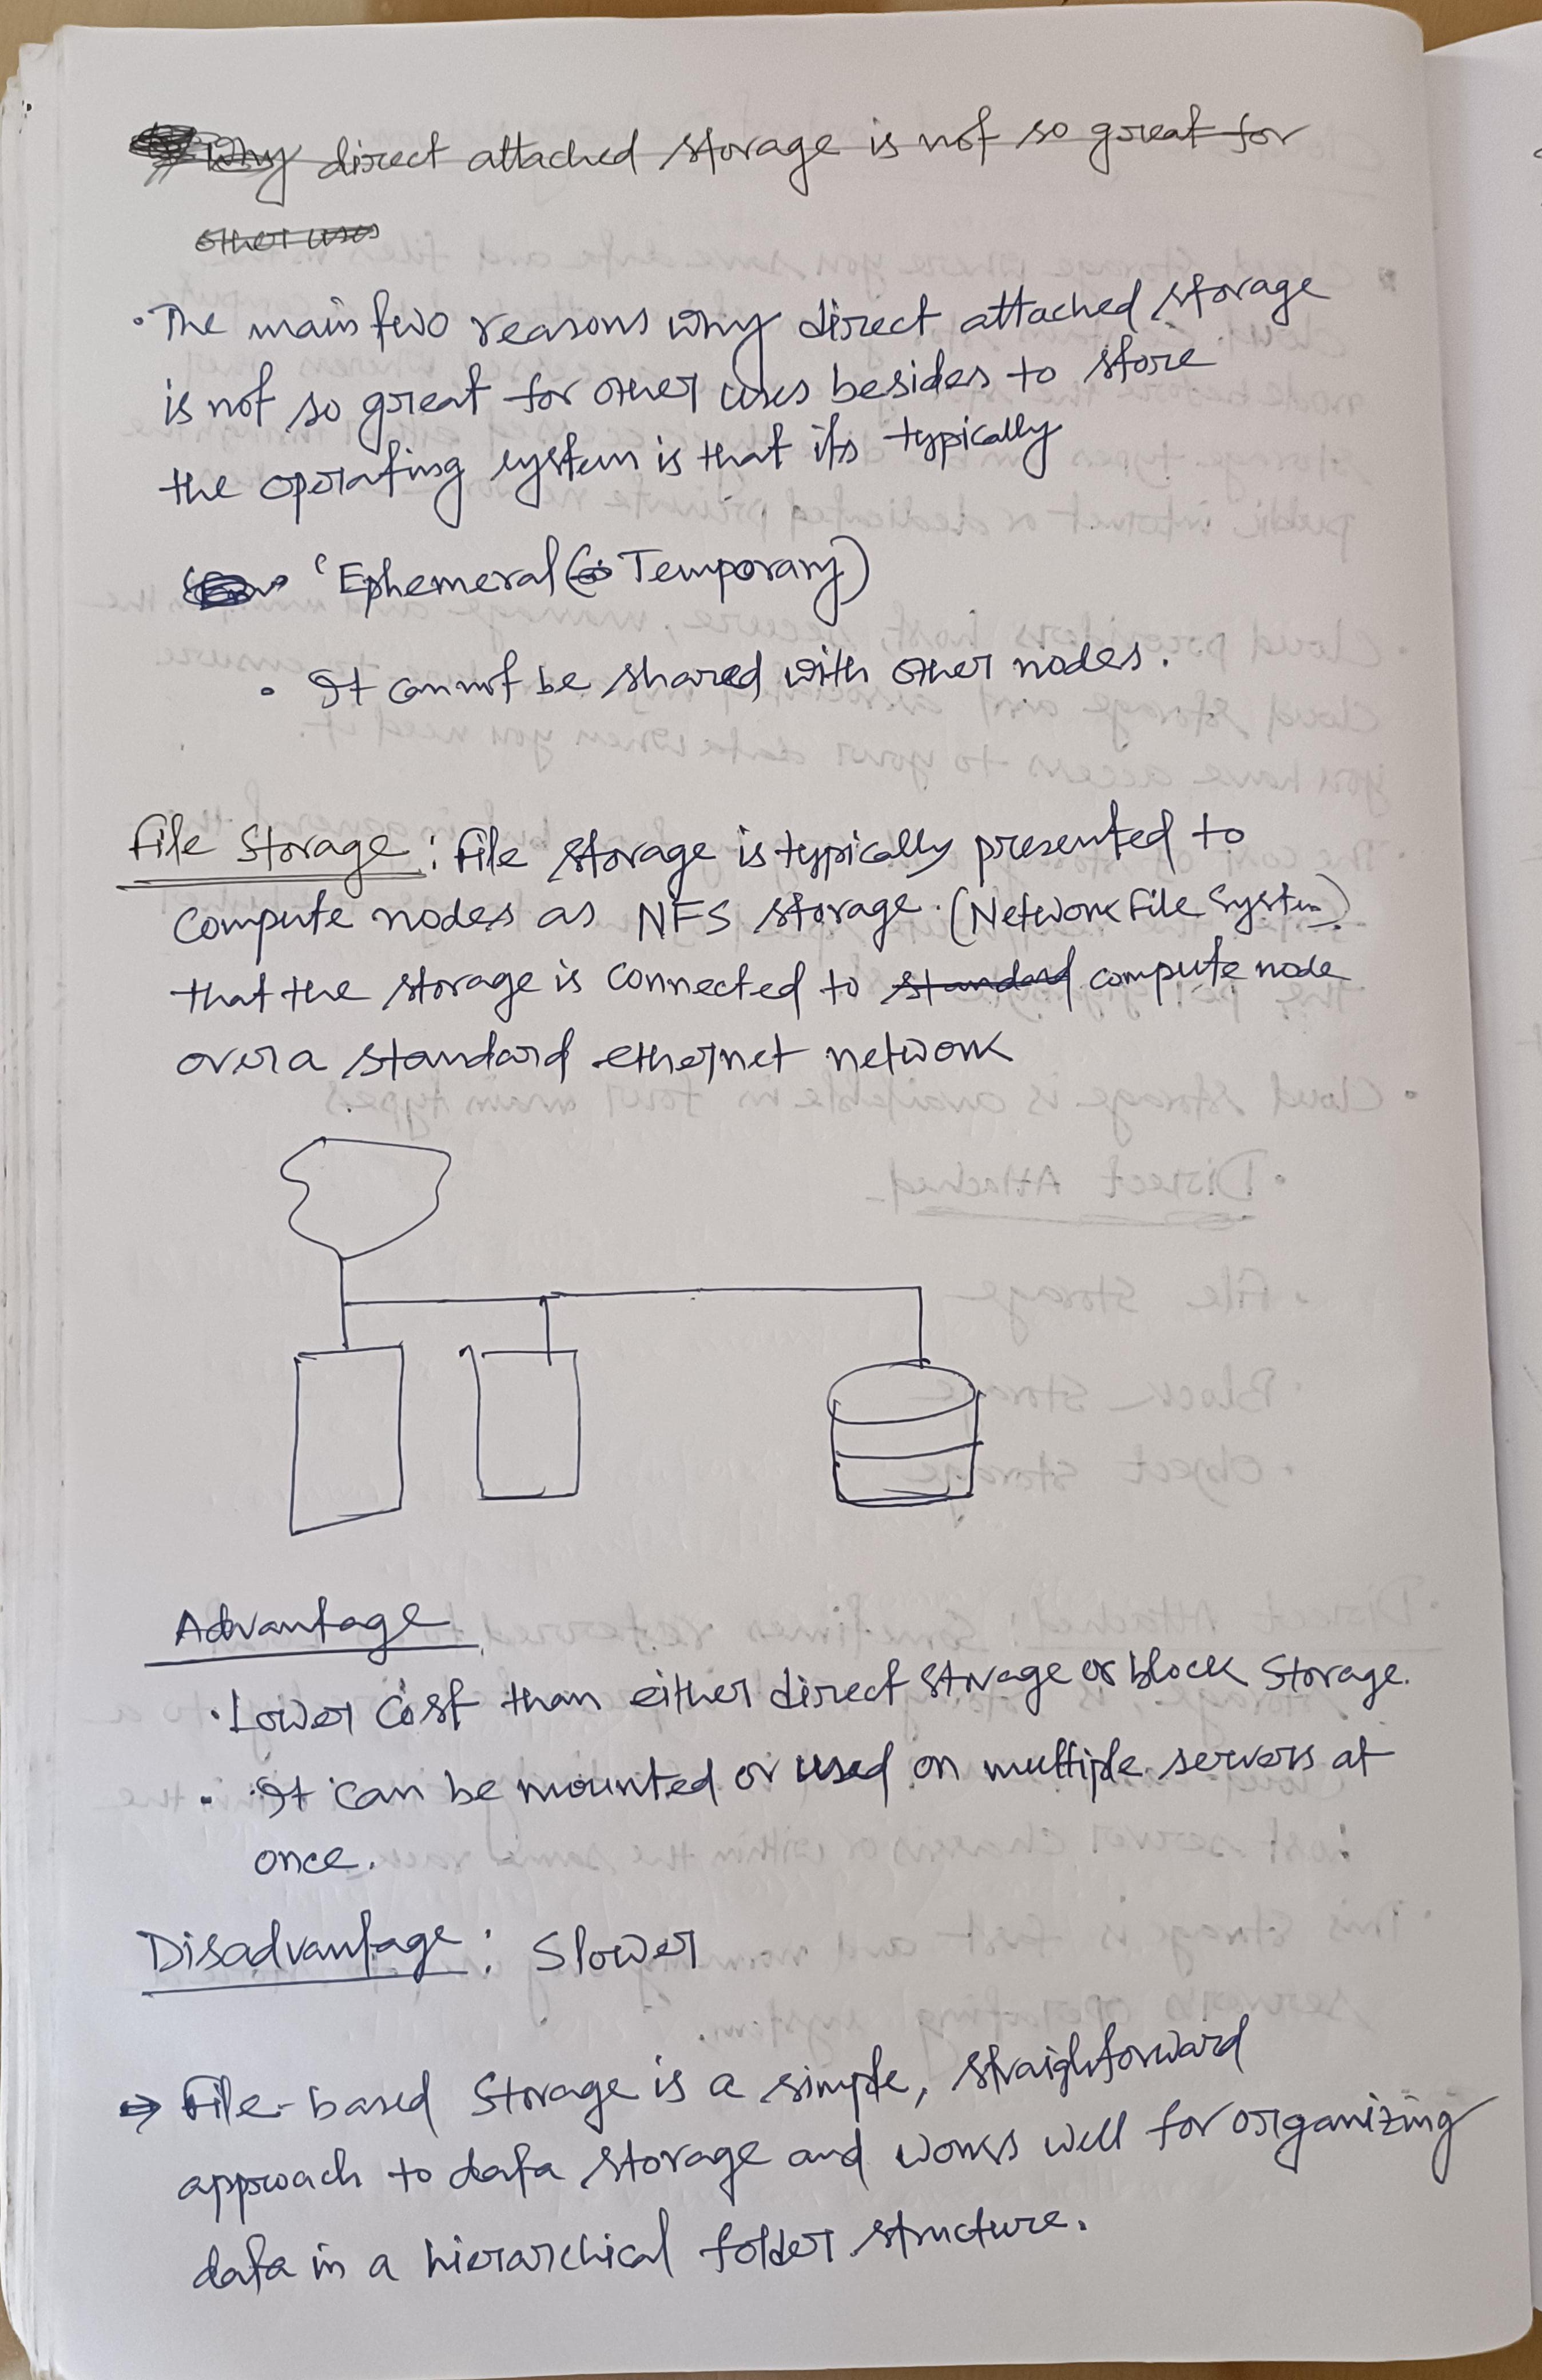 Why direct attached storage is not so great for
other uses
• The main two reasons why direct attached storage
is not so great for other uses besides to store
the operating system is that its typically
Ephemeral ( Temporary)
• It cannot be shared with other nodes.
File Storage : File storage is typically presented to
compute nodes as NFS storage. (Network File System)
that the storage is connected to standard compute node
over a standard ethernet network
Advantage
• Lower cost than either direct storage or block storage.
• It can be mounted or used on multiple servers at
once.
Disadvantage : Slower
⇒ File-based Storage is a simple, straightforward
approach to data storage and works well for organizing
data in a hierarchical folder structure.